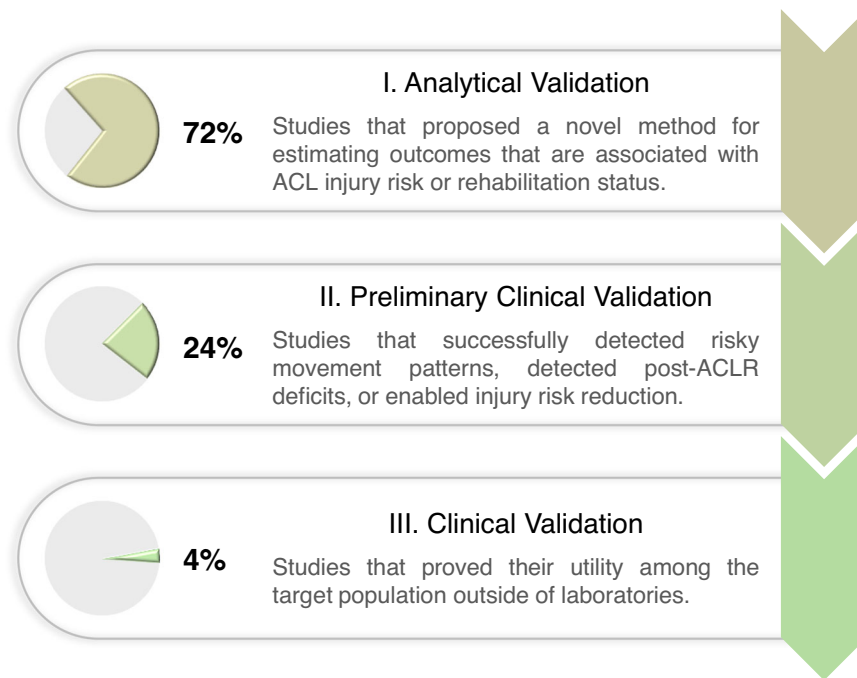 I. Analytical Validation
72%
Studies that proposed a novel method for
estimating outcomes that are associated with
ACL injury risk or rehabilitation status.
II. Preliminary Clinical Validation
24%
Studies that successfully detected risky
movement patterns, detected post-ACLR
deficits, or enabled injury risk reduction.
III. Clinical Validation
4%
Studies that proved their utility among the
target population outside of laboratories.